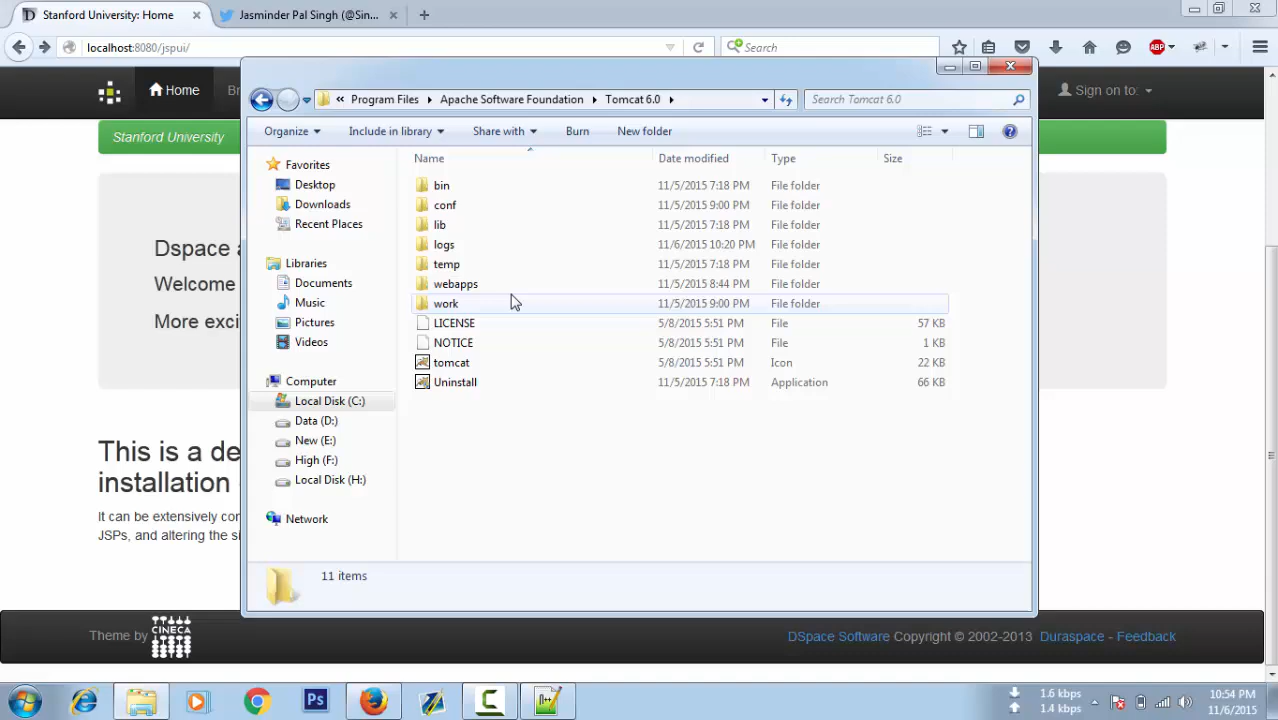 Stanford University: Home
Jasminder Pal Singh (@Sin...
localhost:8080/jspui/
Search
ABP
Home
Br
Sign on to:
Stanford University
Dspace a
Welcome
More exci
This is a de
installation
It can be extensively cor
JSPs, and altering the si
Program Files
Apache Software Foundation
Tomcat 6.0
Search Tomcat 6.0
Organize
Include in library
Share with
Burn
New folder
Favorites
Desktop
Downloads
Recent Places
Libraries
Documents
Music
Pictures
Videos
Computer
Local Disk (C:)
Data (D:)
New (E:)
High (F:)
Local Disk (H:)
Network
Name Date modified Type Size
bin 11/5/2015 7:18 PM File folder
conf 11/5/2015 9:00 PM File folder
lib 11/5/2015 7:18 PM File folder
logs 11/6/2015 10:20 PM File folder
temp 11/5/2015 7:18 PM File folder
webapps 11/5/2015 8:44 PM File folder
work 11/5/2015 9:00 PM File folder
LICENSE 5/8/2015 5:51 PM File 57 KB
NOTICE 5/8/2015 5:51 PM File 1 KB
tomcat 5/8/2015 5:51 PM Icon 22 KB
Uninstall 11/5/2015 7:18 PM Application 66 KB
11 items
Theme by CINECA
DSpace Software Copyright © 2002-2013 Duraspace - Feedback
Ps
1.6 kbps
1.4 kbps
10:54 PM
11/6/2015